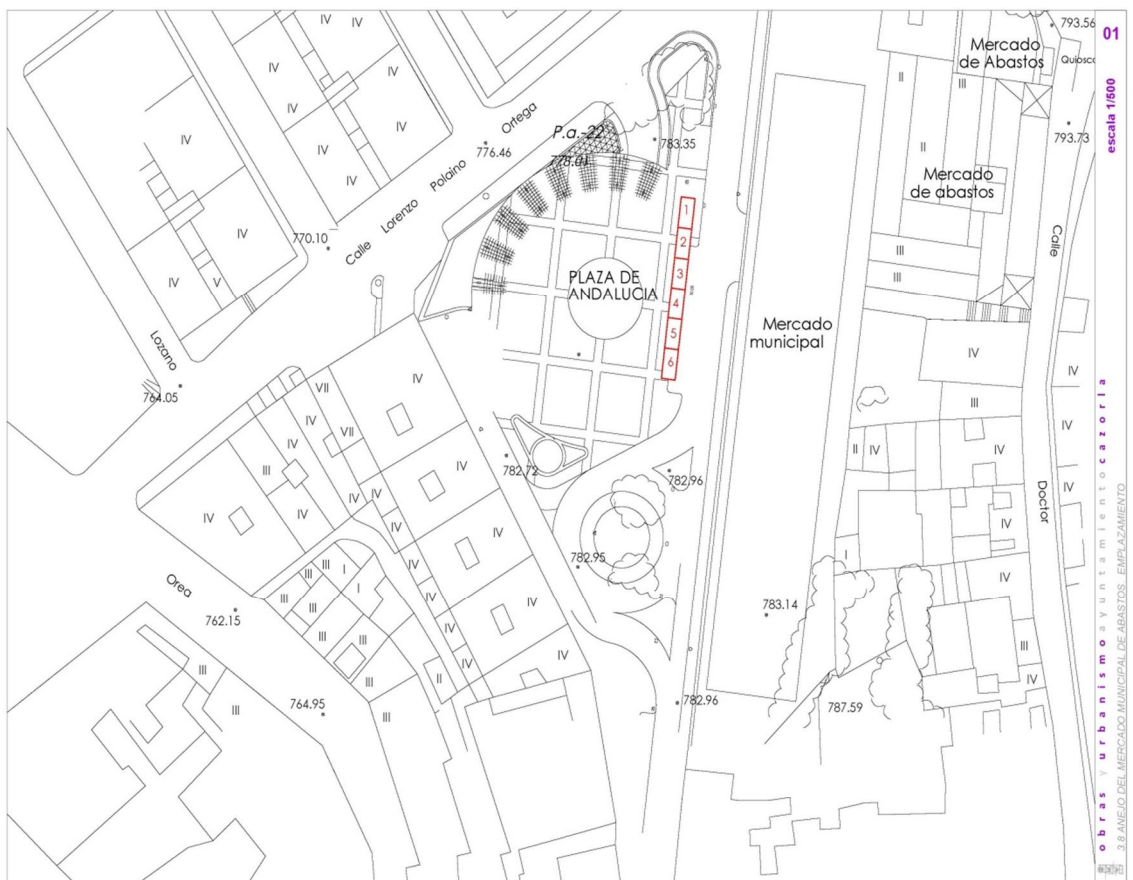 793.56
01
Mercado
de Abastos
Quiosco
escala 1/500
IV
IV
IV
IV
II
III
Ortega
P.a.-22
776.46
778.01
783.35
793.73
IV
IV
IV
IV
II
Polaino
Mercado
de abastos
Lorenzo
Calle
770.10
IV
IV
V
1
2
3
4
5
6
PLAZA DE
ANDALUCIA
III
III
Calle
Mercado
municipal
Lozano
764.05
VII
IV
IV
VII
III
IV
IV
IV
III
IV
IV
IV
IV
IV
782.72
782.96
II
IV
IV
IV
IV
Doctor
IV
IV
Orea
762.15
III
III
I
III
III
I
III
III
III
IV
IV
IV
IV
IV
IV
II
782.95
783.14
I
IV
III
IV
III
III
764.95
III
782.96
787.59
obras y urbanismo ayuntamiento cazorla
3.8 ANEJO DEL MERCADO MUNICIPAL DE ABASTOS . EMPLAZAMIENTO